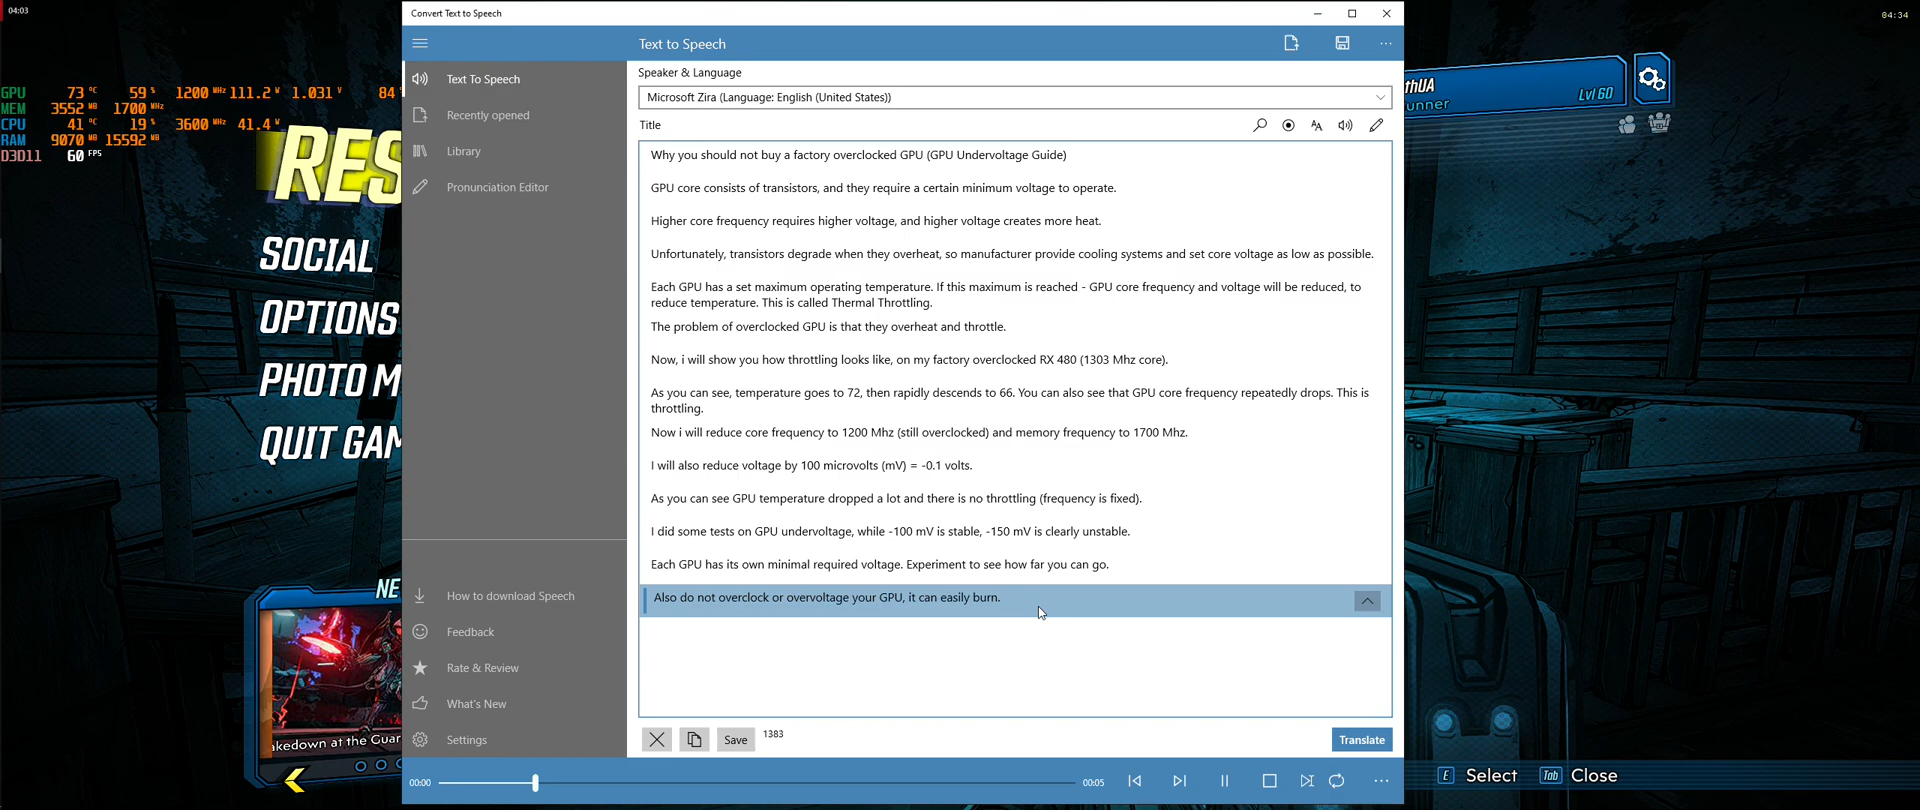 04:03
Convert Text to Speech
04:34
Text to Speech
Speaker & Language
Text To Speech
Microsoft Zira (Language: English (United States))
Recently opened
Title
Library
Pronunciation Editor
GPU 73 °C 59 % 1200 MHz 111.2 W 1.031 V 84
MEM 3552 MB 1700 MHz
CPU 41 °C 19 % 3600 MHz 41.4 W
RAM 9070 MB 15592 MB
D3D11 60 FPS
RES
SOCIAL
OPTIONS
PHOTO M
QUIT GAM
NE
akedown at the Guar
thUA
unner
Lvl 60
Why you should not buy a factory overclocked GPU (GPU Undervoltage Guide)
GPU core consists of transistors, and they require a certain minimum voltage to operate.
Higher core frequency requires higher voltage, and higher voltage creates more heat.
Unfortunately, transistors degrade when they overheat, so manufacturer provide cooling systems and set core voltage as low as possible.
Each GPU has a set maximum operating temperature. If this maximum is reached - GPU core frequency and voltage will be reduced, to
reduce temperature. This is called Thermal Throttling.
The problem of overclocked GPU is that they overheat and throttle.
Now, i will show you how throttling looks like, on my factory overclocked RX 480 (1303 Mhz core).
As you can see, temperature goes to 72, then rapidly descends to 66. You can also see that GPU core frequency repeatedly drops. This is
throttling.
Now i will reduce core frequency to 1200 Mhz (still overclocked) and memory frequency to 1700 Mhz.
I will also reduce voltage by 100 microvolts (mV) = -0.1 volts.
As you can see GPU temperature dropped a lot and there is no throttling (frequency is fixed).
I did some tests on GPU undervoltage, while -100 mV is stable, -150 mV is clearly unstable.
Each GPU has its own minimal required voltage. Experiment to see how far you can go.
Also do not overclock or overvoltage your GPU, it can easily burn.
How to download Speech
Feedback
Rate & Review
What's New
Settings
Save
1383
Translate
00:00
00:05
E Select Tab Close